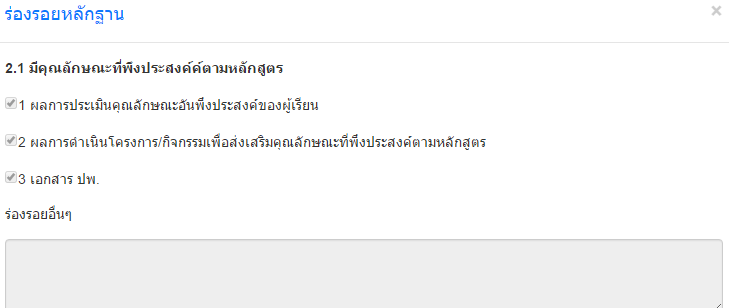 ร่องรอยหลักฐาน
×
2.1 มีคุณลักษณะที่พึงประสงค์ค์ตามหลักสูตร
1 ผลการประเมินคุณลักษณะอันพึงประสงค์ของผู้เรียน
2 ผลการดำเนินโครงการ/กิจกรรมเพื่อส่งเสริมคุณลักษณะที่พึงประสงค์ตามหลักสูตร
3 เอกสาร ปพ.
ร่องรอยอื่นๆ